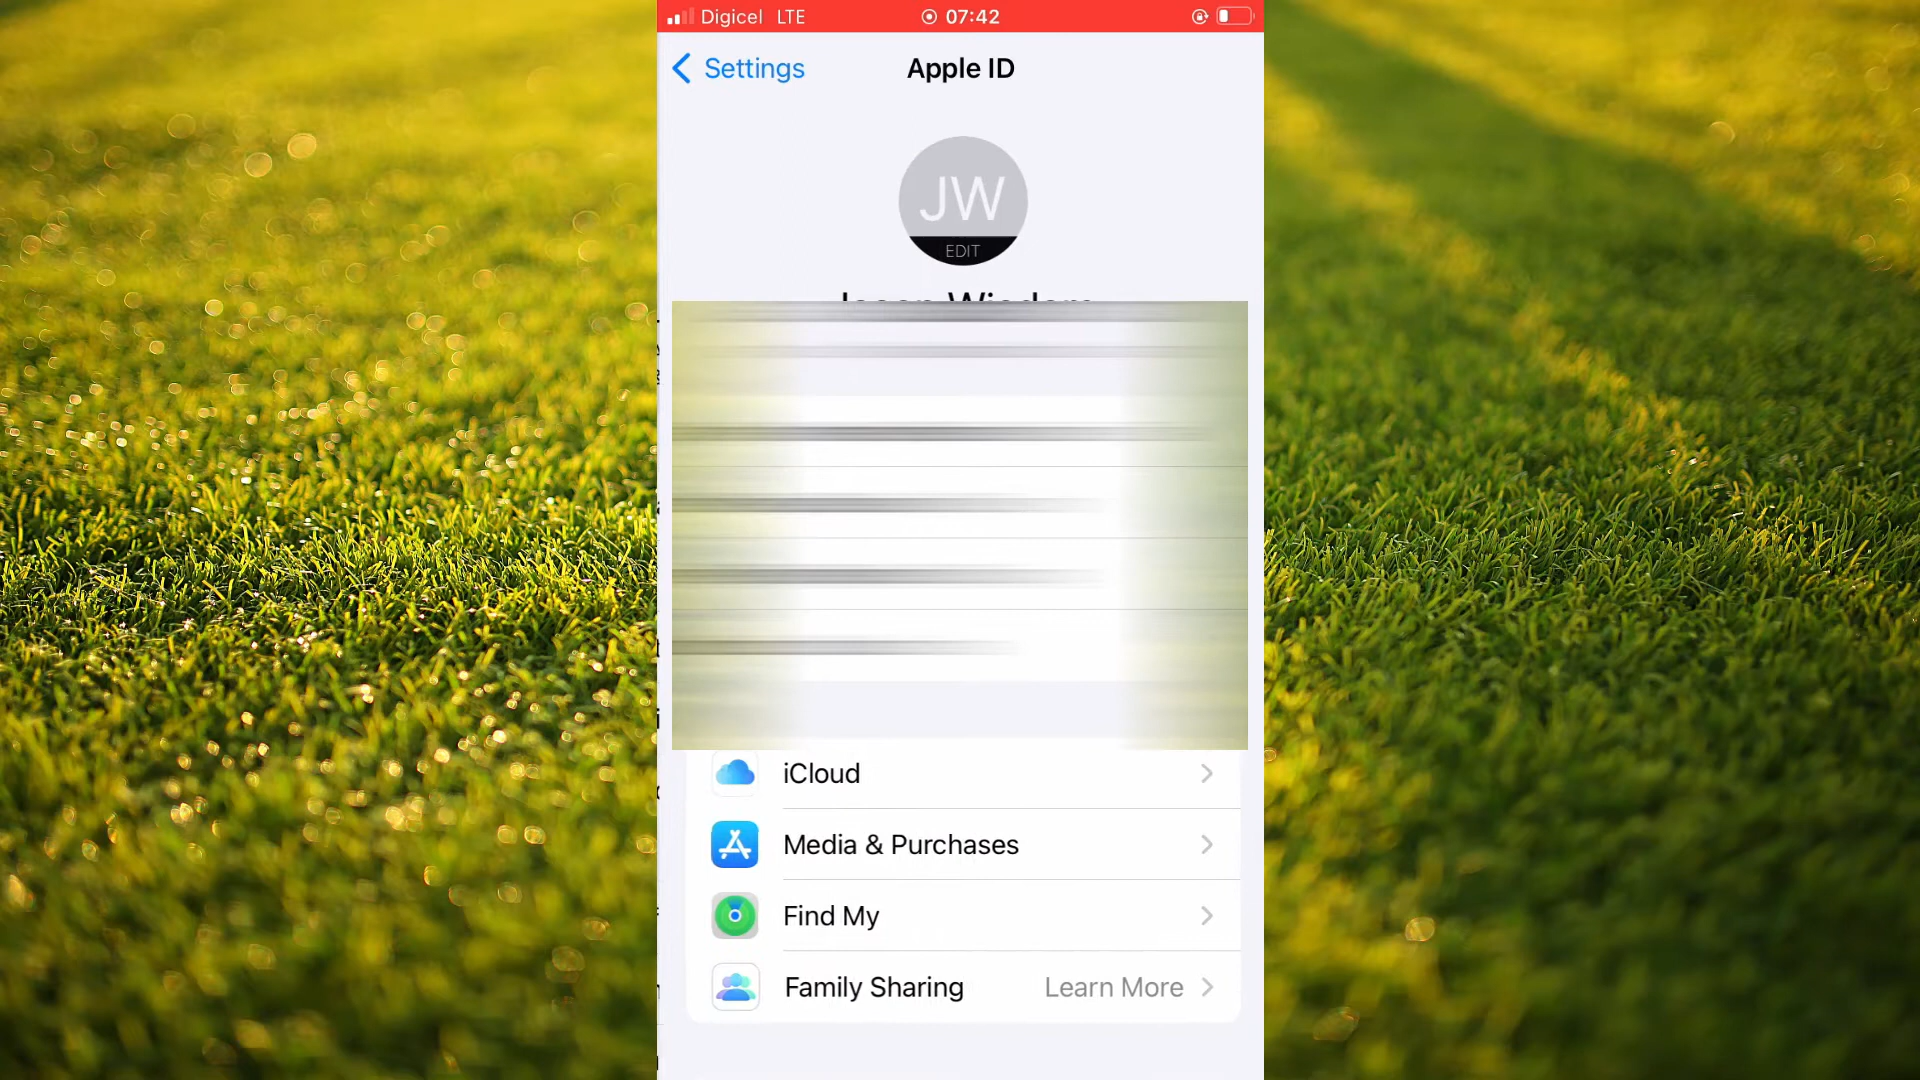 Digicel LTE 07:42
Settings Apple ID
JW
EDIT
iCloud
Media & Purchases
Find My
Family Sharing Learn More